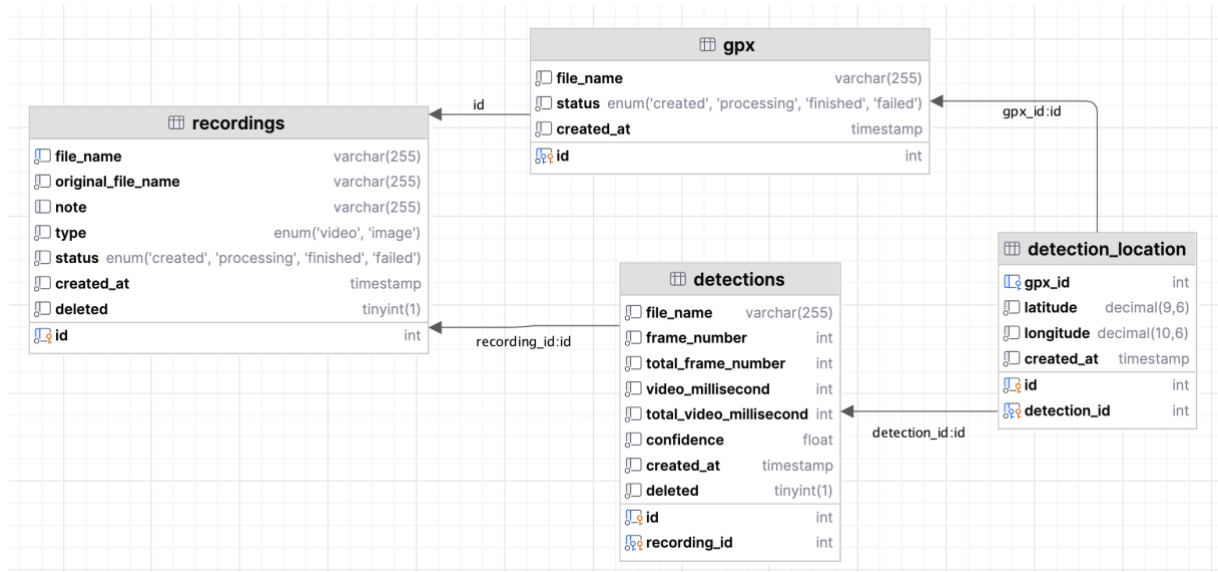 recordings
file_name varchar(255)
original_file_name varchar(255)
note varchar(255)
type enum('video', 'image')
status enum('created', 'processing', 'finished', 'failed')
created_at timestamp
deleted tinyint(1)
id int
id
gpx
file_name varchar(255)
status enum('created', 'processing', 'finished', 'failed')
created_at timestamp
id int
gpx_id:id
recording_id:id
detections
file_name varchar(255)
frame_number int
total_frame_number int
video_millisecond int
total_video_millisecond int
confidence float
created_at timestamp
deleted tinyint(1)
id int
recording_id int
detection_id:id
detection_location
gpx_id int
latitude decimal(9,6)
longitude decimal(10,6)
created_at timestamp
id int
detection_id int